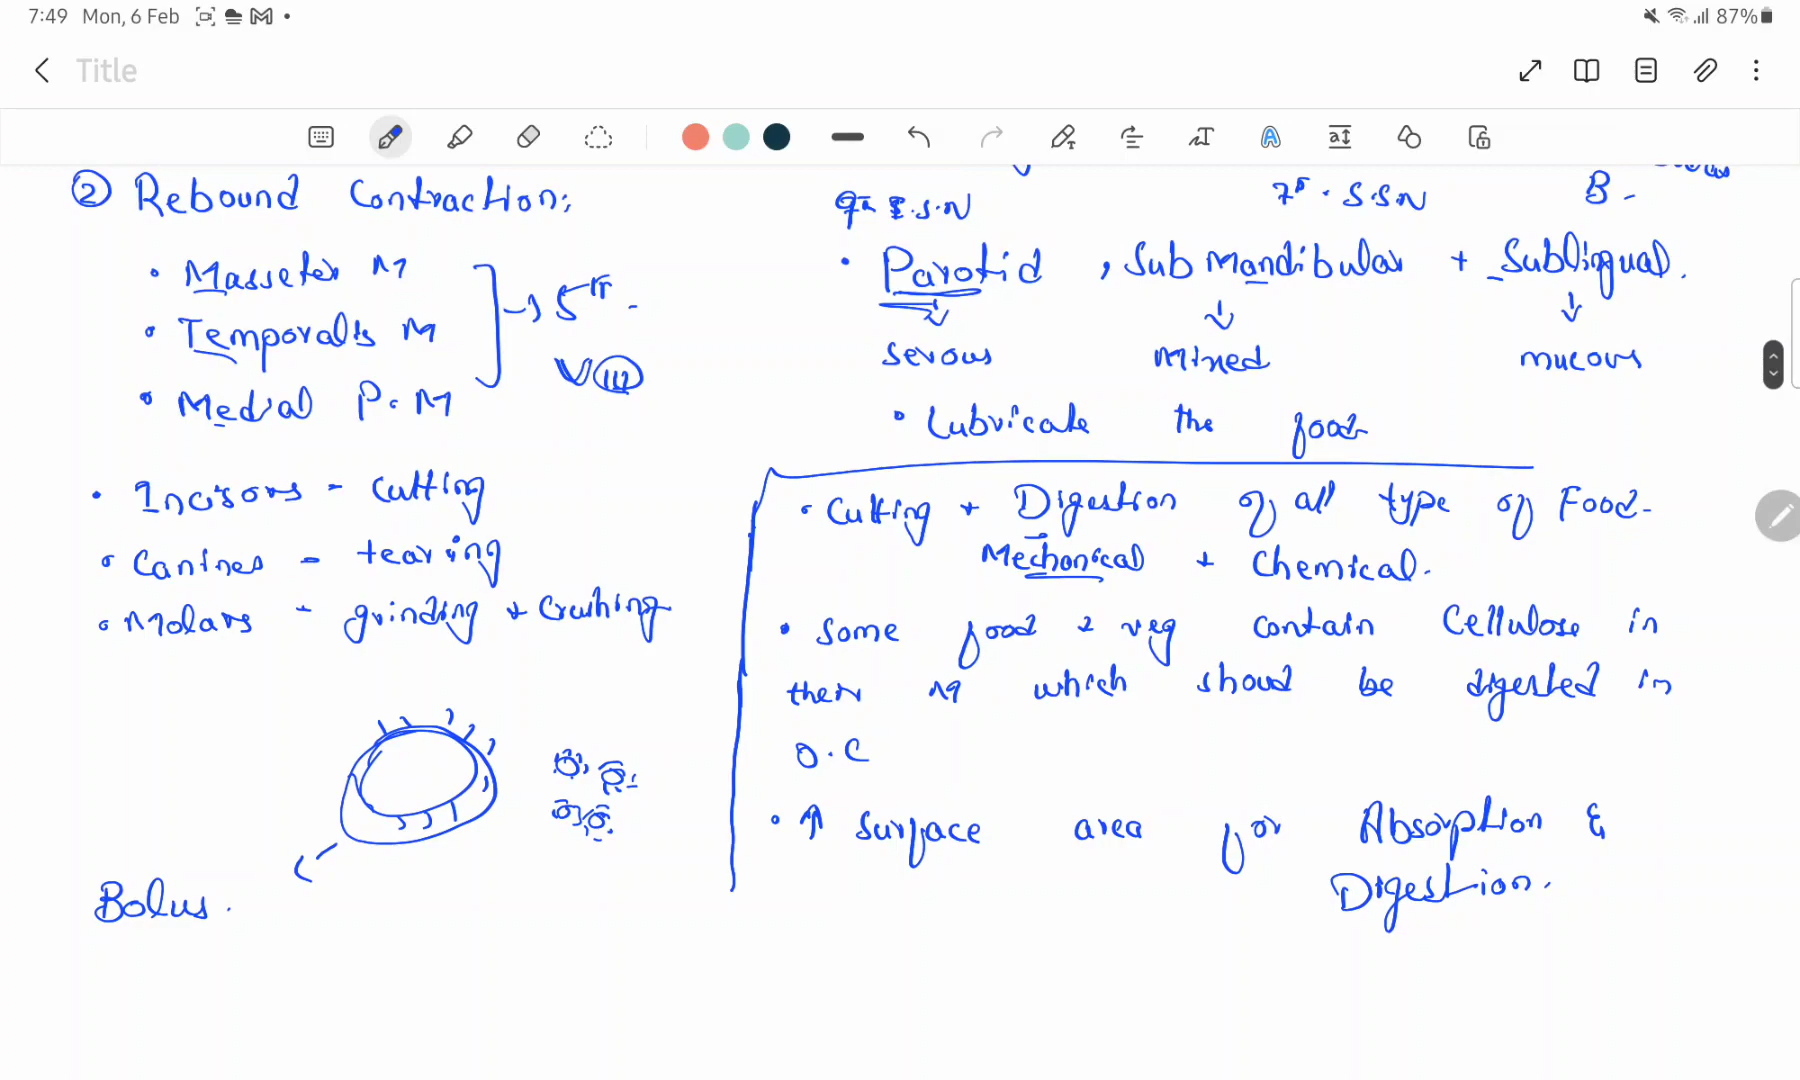 7:49 Mon, 6 Feb
87%
Title
② Rebound Contraction:
• Masseter M
• Temporalis M
• Medial P. M
→ 5th
V (III)
• Incisors - Cutting
• Canines - tearing
• Molars - grinding + Crushing
Bolus.
7th. S.S.N
B -
• Parotid, Sub Mandibular + Sublingual.
serous mixed mucous
• Lubricate the food
• Cutting + Digestion of all type of Food.
Mechanical + Chemical.
• Some food & veg contain Cellulose in
their which should be digested in
O.C
• ↑ Surface area for Absorption &
Digestion.